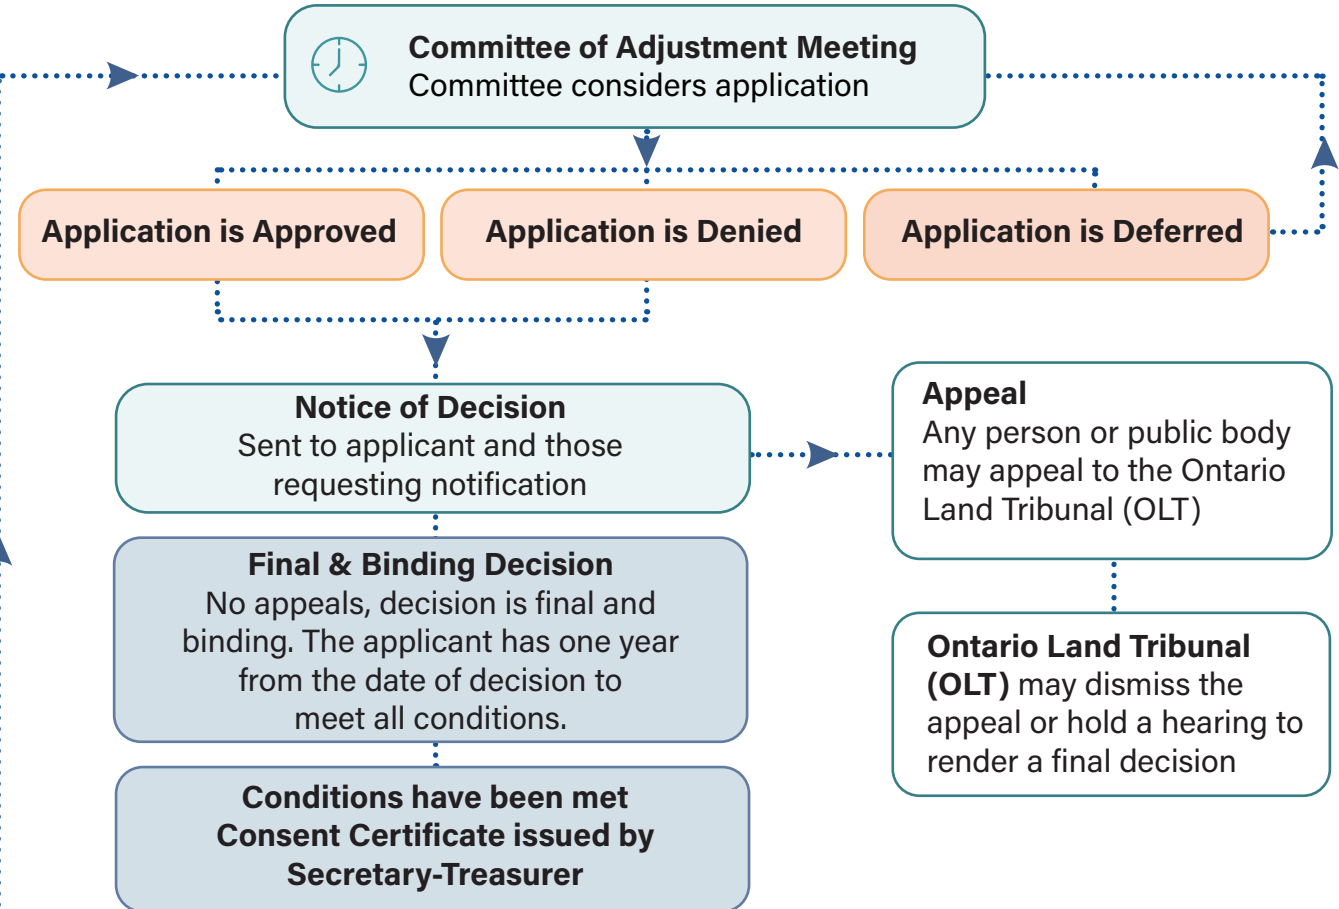 Committee of Adjustment Meeting
Committee considers application
Application is Approved
Application is Denied
Application is Deferred
Notice of Decision
Sent to applicant and those
requesting notification
Appeal
Any person or public body
may appeal to the Ontario
Land Tribunal (OLT)
Final & Binding Decision
No appeals, decision is final and
binding. The applicant has one year
from the date of decision to
meet all conditions.
Ontario Land Tribunal
(OLT) may dismiss the
appeal or hold a hearing to
render a final decision
Conditions have been met
Consent Certificate issued by
Secretary-Treasurer